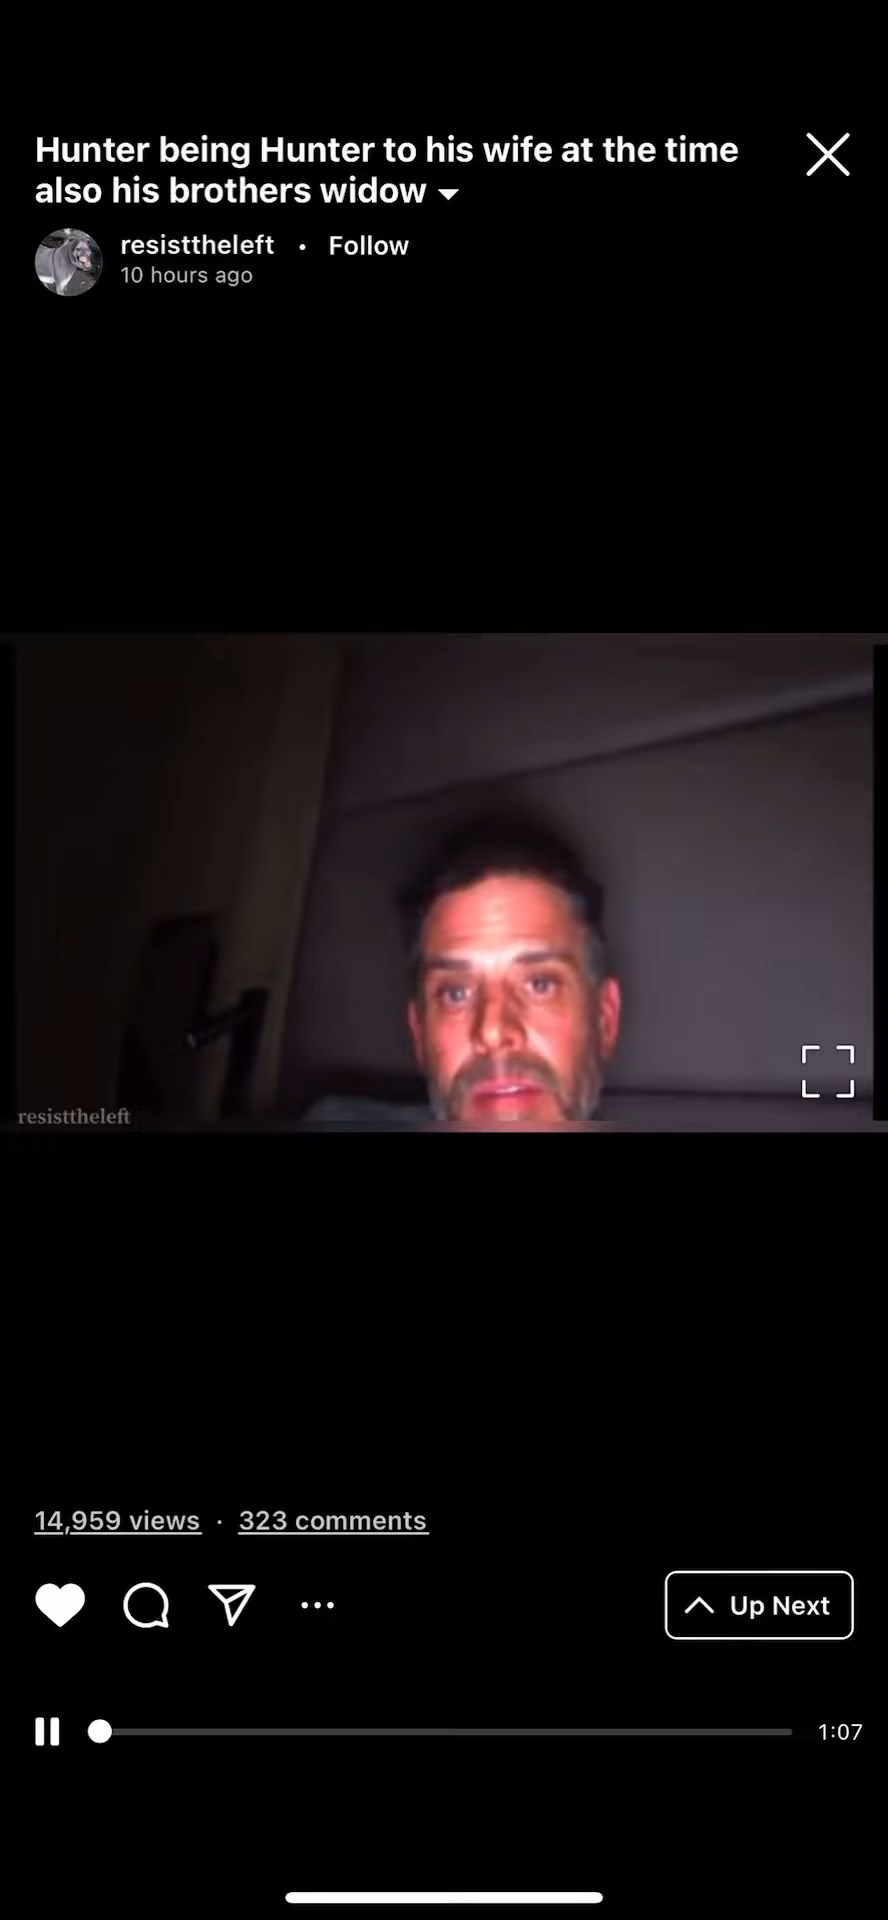 Hunter being Hunter to his wife at the time
also his brothers widow
resisttheleft • Follow
10 hours ago
resisttheleft
14,959 views · 323 comments
Up Next
1:07